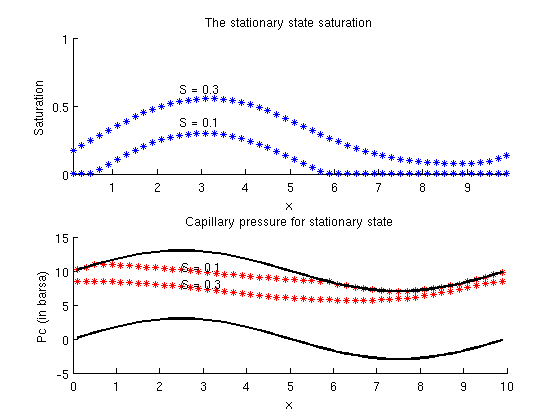 The stationary state saturation
1
0.5
0
Saturation
S = 0.3
S = 0.1
1 2 3 4 5 6 7 8 9
x
Capillary pressure for stationary state
15
10
5
0
-5
Pc (in barsa)
S = 0.1
S = 0.3
0 1 2 3 4 5 6 7 8 9 10
x